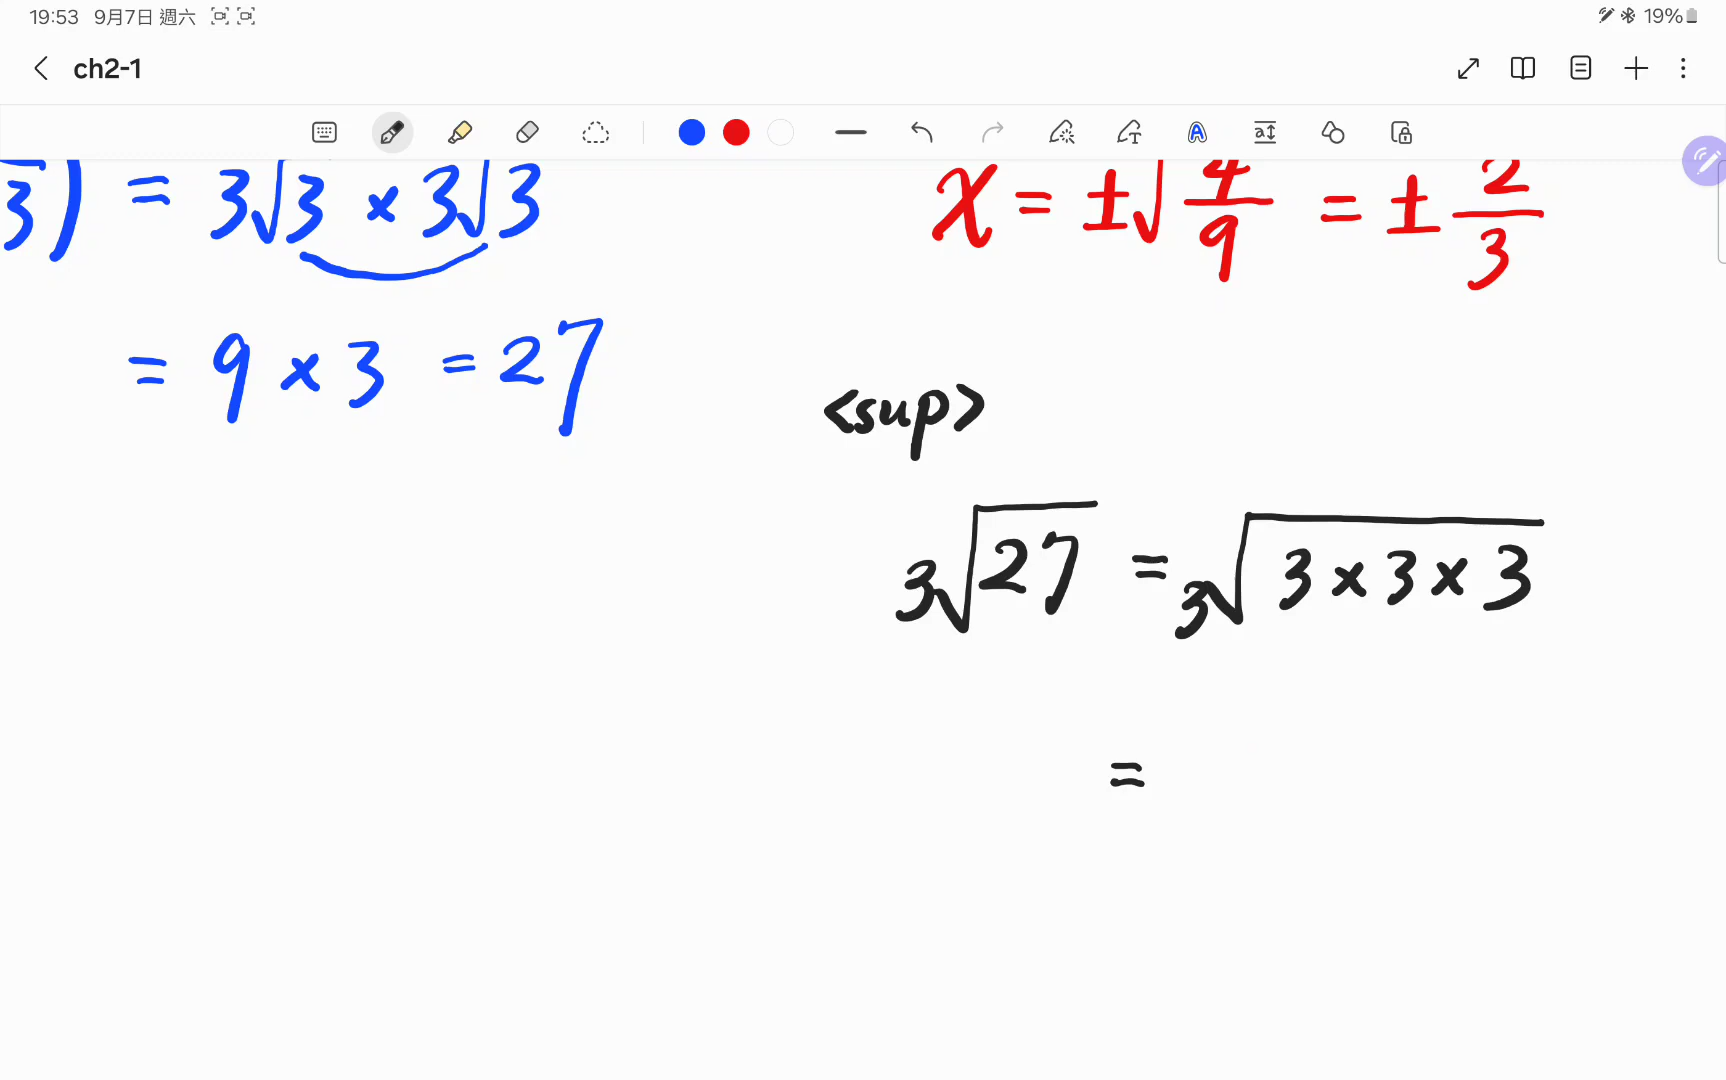 19:53 9月7日 週六 19%
ch2-1
3) = 3√3 × 3√3
= 9 × 3 = 27
x = ±√4/9 = ± 2/3
<sup>
3√27 = 3√3×3×3
=